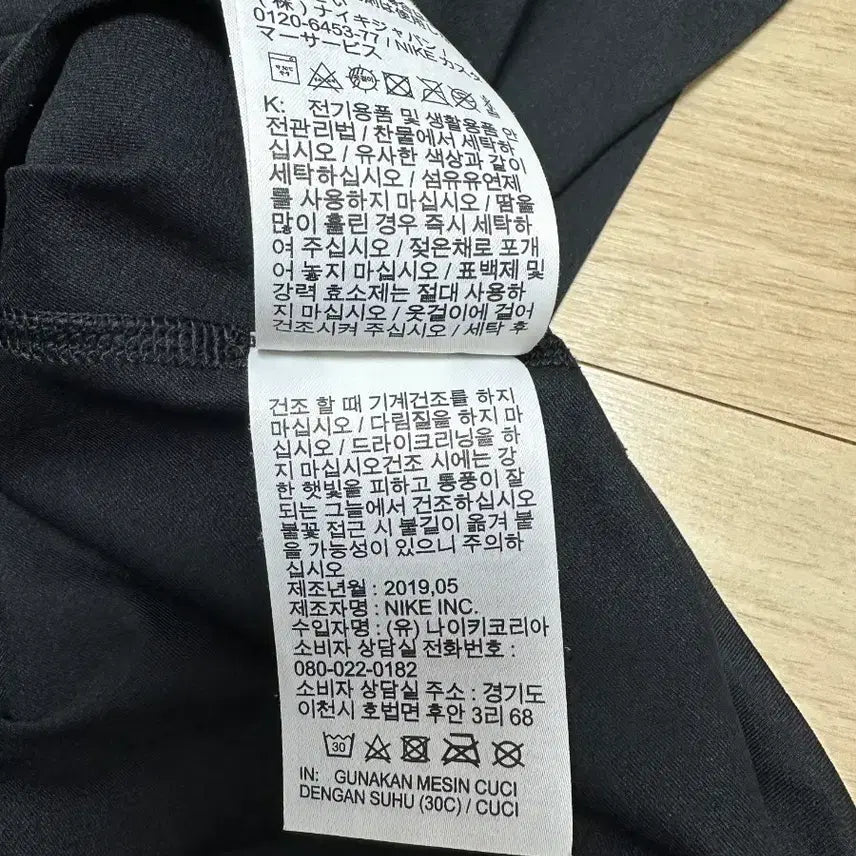 (株)ナイキジャパン /
0120-6453-77 / NIKE カスタ
マーサービス
K: 전기용품 및 생활용품 안
전관리법 / 찬물에서 세탁하
십시오 / 유사한 색상과 같이
세탁하십시오 / 섬유유연제
를 사용하지 마십시오 / 땀을
많이 흘린 경우 즉시 세탁하
여 주십시오 / 젖은채로 포개
어 놓지 마십시오 / 표백제 및
강력 효소제는 절대 사용하
지 마십시오 / 옷걸이에 걸어
건조시켜 주십시오 / 세탁 후
건조 할 때 기계건조를 하지
마십시오 / 다림질을 하지 마
십시오 / 드라이크리닝을 하
지 마십시오건조 시에는 강
한 햇빛을 피하고 통풍이 잘
되는 그늘에서 건조하십시오
불꽃 접근 시 불길이 옮겨 붙
을 가능성이 있으니 주의하
십시오
제조년월 : 2019,05
제조자명 : NIKE INC.
수입자명 : (유) 나이키코리아
소비자 상담실 전화번호 :
080-022-0182
소비자 상담실 주소 : 경기도
이천시 호법면 후안 3리 68
30
IN: GUNAKAN MESIN CUCI
DENGAN SUHU (30C) / CUCI